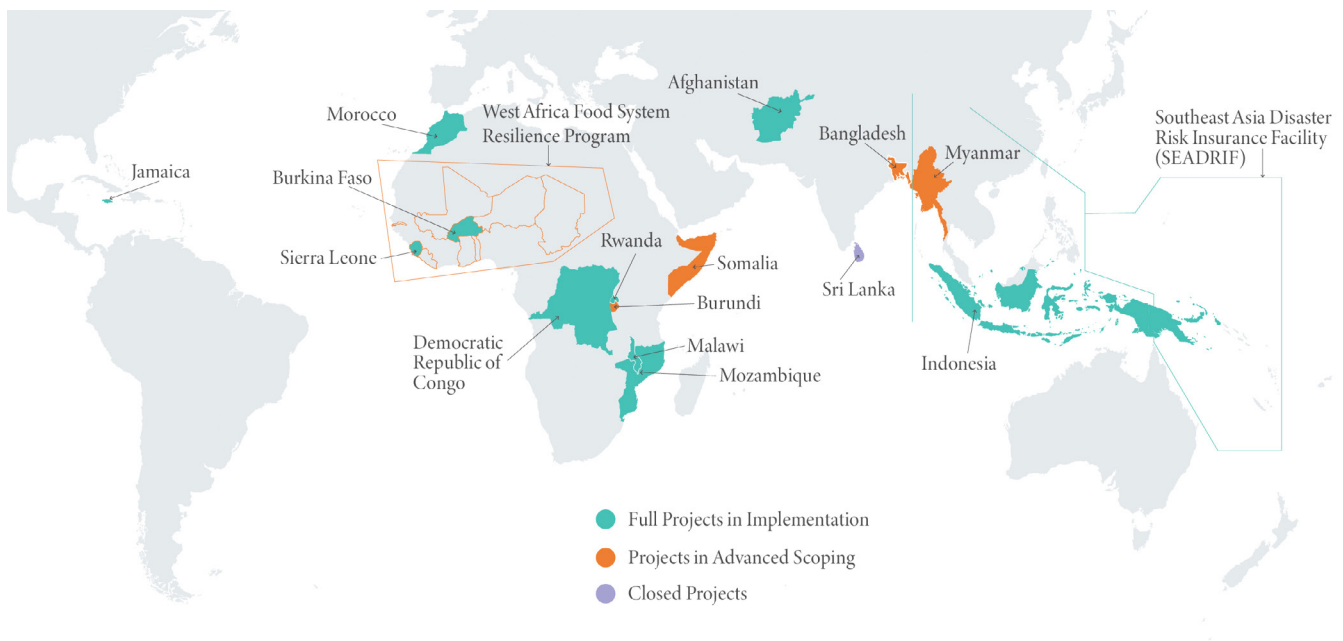 Afghanistan
Morocco
West Africa Food System
Resilience Program
Southeast Asia Disaster
Risk Insurance Facility
(SEADRIF)
Bangladesh
Myanmar
Jamaica
Burkina Faso
Rwanda
Sierra Leone
Somalia
Sri Lanka
Burundi
Democratic
Republic of
Congo
Malawi
Mozambique
Indonesia
Full Projects in Implementation
Projects in Advanced Scoping
Closed Projects